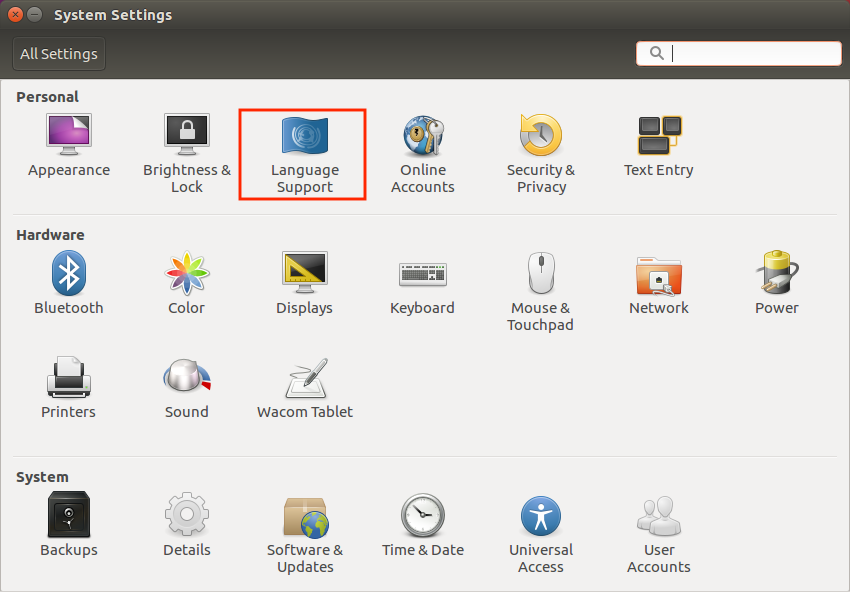 System Settings
All Settings
Personal
Appearance
Brightness &
Lock
Language
Support
Online
Accounts
Security &
Privacy
Text Entry
Hardware
Bluetooth
Color
Displays
Keyboard
Mouse &
Touchpad
Network
Power
Printers
Sound
Wacom Tablet
System
Backups
Details
Software &
Updates
Time & Date
Universal
Access
User
Accounts